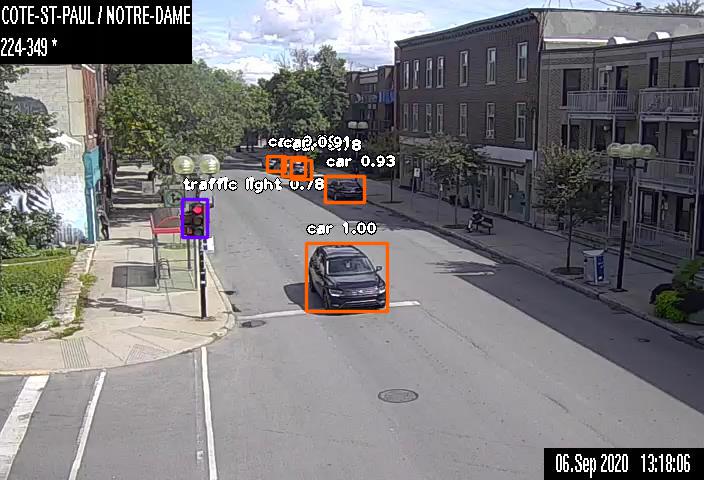 COTE-ST-PAUL / NOTRE-DAME
224-349 *
car 0.93
traffic light 0.78
car 1.00
06.Sep 2020 13:18:06